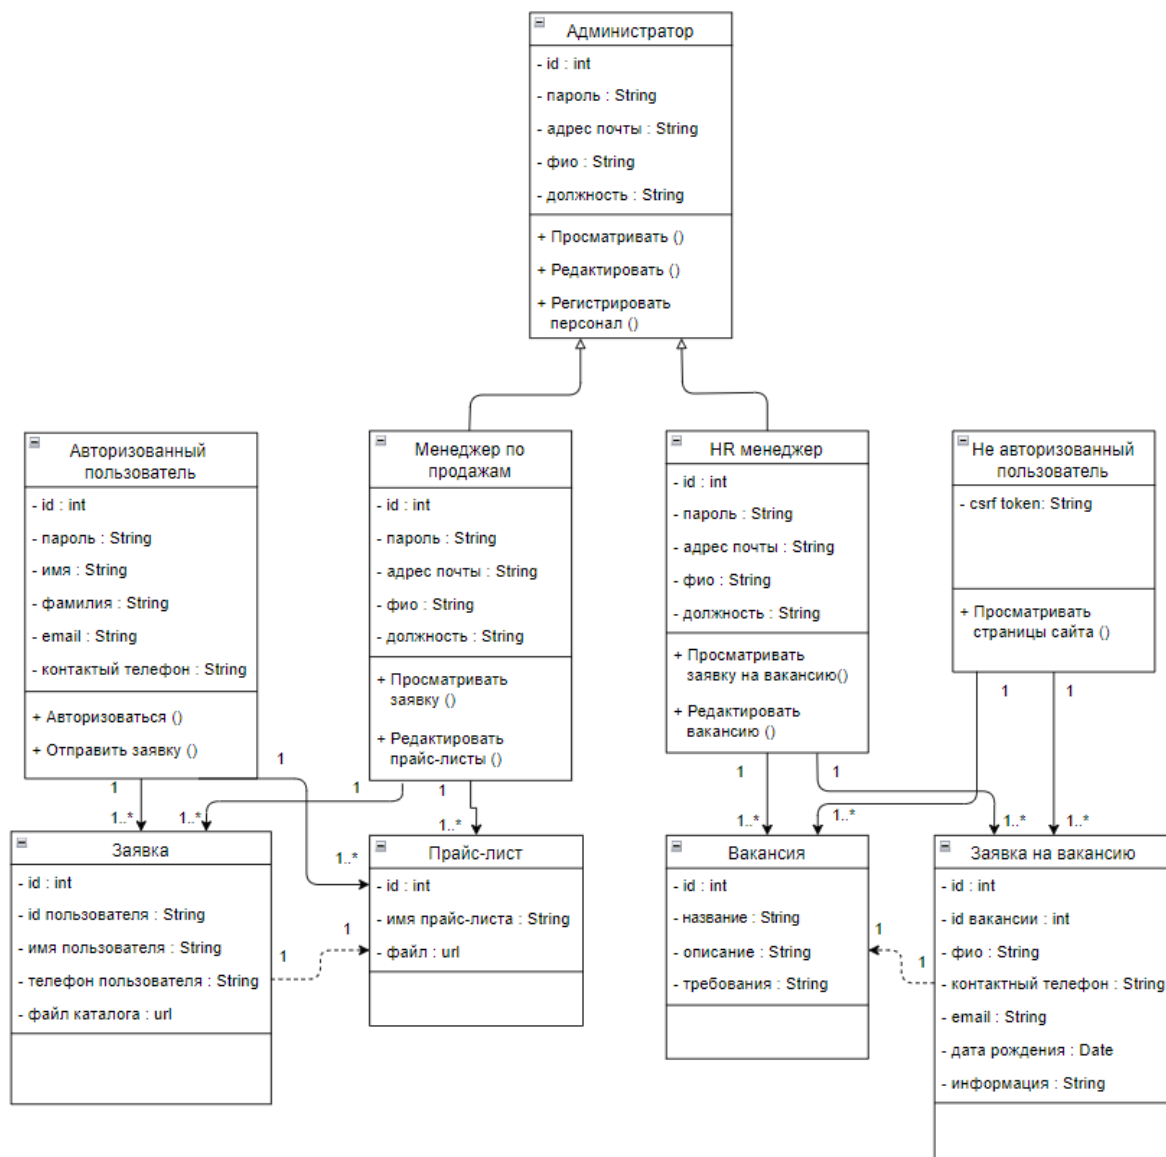 Администратор
- id : int
- пароль : String
- адрес почты : String
- фио : String
- должность : String
+ Просматривать ()
+ Редактировать ()
+ Регистрировать
персонал ()
Авторизованный
пользователь
- id : int
- пароль : String
- имя : String
- фамилия : String
- email : String
- контактый телефон : String
+ Авторизоваться ()
+ Отправить заявку ()
Менеджер по
продажам
- id : int
- пароль : String
- адрес почты : String
- фио : String
- должность : String
+ Просматривать
заявку ()
+ Редактировать
прайс-листы ()
HR менеджер
- id : int
- пароль : String
- адрес почты : String
- фио : String
- должность : String
+ Просматривать
заявку на вакансию()
+ Редактировать
вакансию ()
Не авторизованный
пользователь
- csrf token: String
+ Просматривать
страницы сайта ()
1
1
1
1
1
1
1
1
1..*
1..*
1..*
1..*
1..*
1..*
1..*
1..*
Заявка
- id : int
- id пользователя : String
- имя пользователя : String
- телефон пользователя : String
- файл каталога : url
1
1
Прайс-лист
- id : int
- имя прайс-листа : String
- файл : url
Вакансия
- id : int
- название : String
- описание : String
- требования : String
1
1
Заявка на вакансию
- id : int
- id вакансии : int
- фио : String
- контактный телефон : String
- email : String
- дата рождения : Date
- информация : String